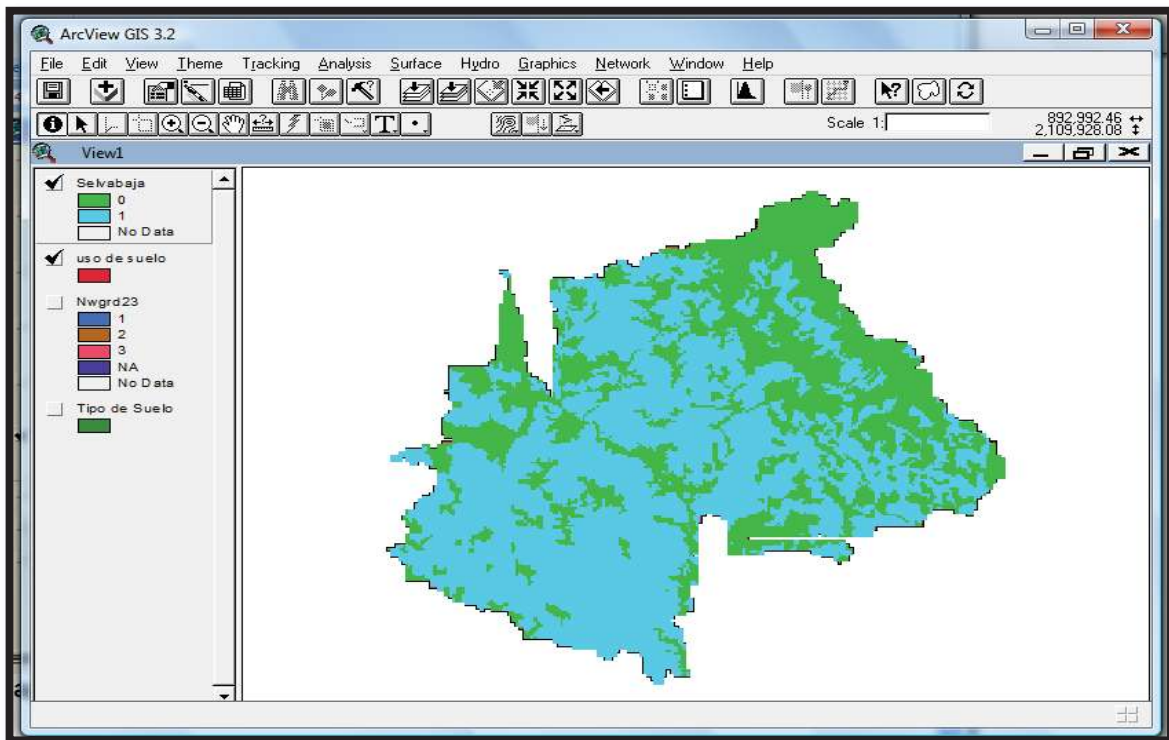 ArcView GIS 3.2
File Edit View Theme Tracking Analysis Surface Hydro Graphics Network Window Help
T
Scale 1:
892,992.46
2,109,928.08
View1
Selvabaja
0
1
No Data
uso de suelo
Nwgrd23
1
2
3
NA
No Data
Tipo de Suelo